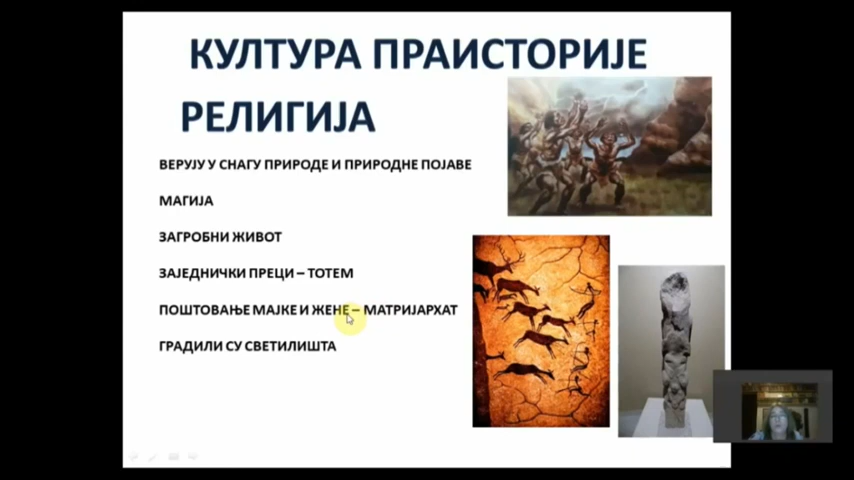 КУЛТУРА ПРАИСТОРИЈЕ
РЕЛИГИЈА
ВЕРУЈУ У СНАГУ ПРИРОДЕ И ПРИРОДНЕ ПОЈАВЕ
МАГИЈА
ЗАГРОБНИ ЖИВОТ
ЗАЈЕДНИЧКИ ПРЕЦИ – ТОТЕМ
ПОШТОВАЊЕ МАЈКЕ И ЖЕНЕ – МАТРИЈАРХАТ
ГРАДИЛИ СУ СВЕТИЛИШТА